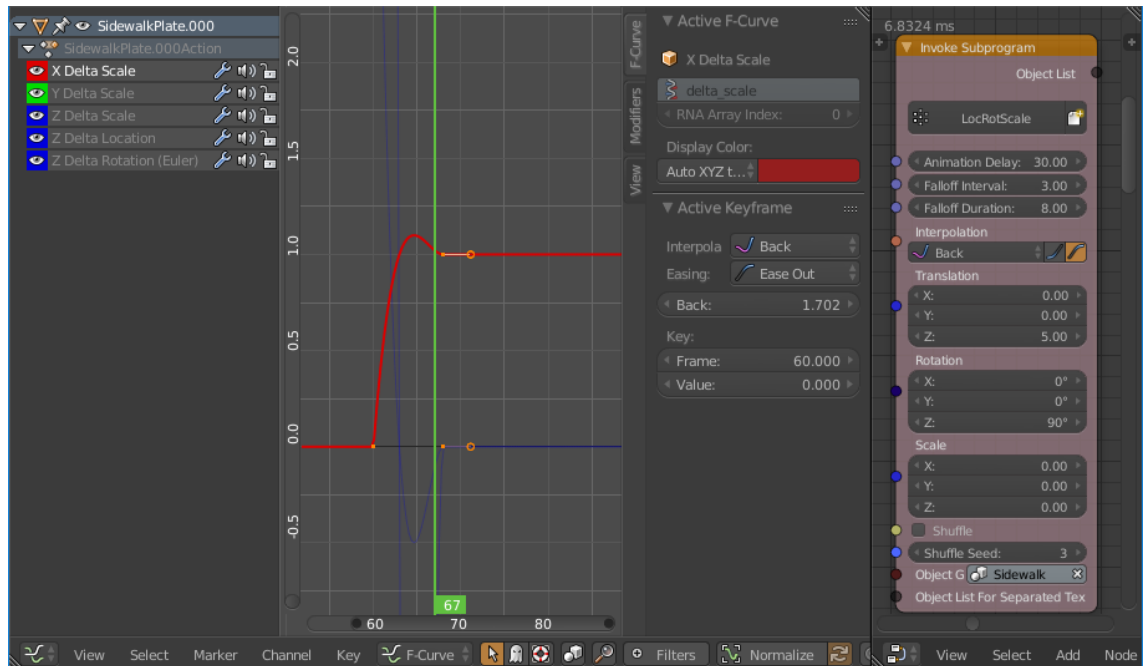 SidewalkPlate.000
SidewalkPlate.000Action
X Delta Scale
Y Delta Scale
Z Delta Scale
Z Delta Location
Z Delta Rotation (Euler)
2.0
1.5
1.0
0.5
0.0
-0.5
67
60
70
80
F-Curve
Modifiers
View
Active F-Curve
X Delta Scale
delta_scale
RNA Array Index: 0
Display Color:
Auto XYZ t...
Active Keyframe
Interpola Back
Easing: Ease Out
Back: 1.702
Key:
Frame: 60.000
Value: 0.000
6.8324 ms
Invoke Subprogram
Object List
LocRotScale
Animation Delay: 30.00
Falloff Interval: 3.00
Falloff Duration: 8.00
Interpolation
Back
Translation
X: 0.00
Y: 0.00
Z: 5.00
Rotation
X: 0°
Y: 0°
Z: 90°
Scale
X: 0.00
Y: 0.00
Z: 0.00
Shuffle
Shuffle Seed: 3
Object G Sidewalk
Object List For Separated Tex
View Select Marker Channel Key F-Curve Filters Normalize
View Select Add Node